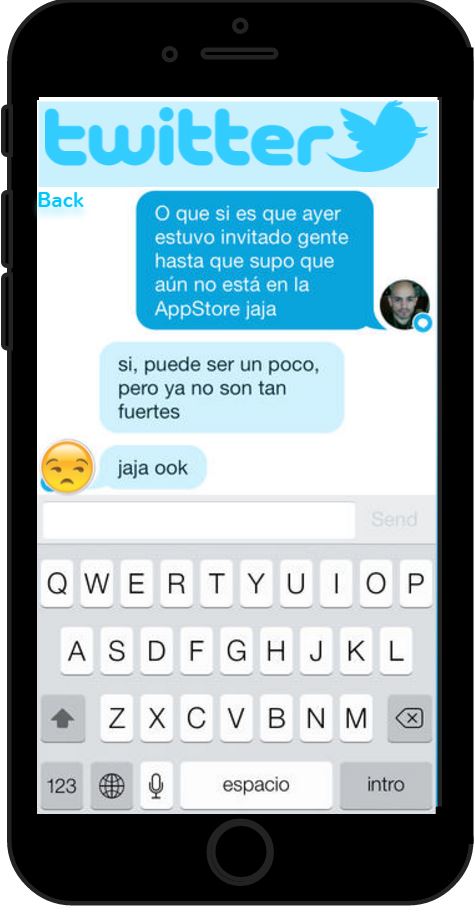 twitter
Back
O que si es que ayer
estuvo invitado gente
hasta que supo que
aún no está en la
AppStore jaja
si, puede ser un poco,
pero ya no son tan
fuertes
jaja ook
Send
Q W E R T Y U I O P
A S D F G H J K L
Z X C V B N M
123 espacio intro